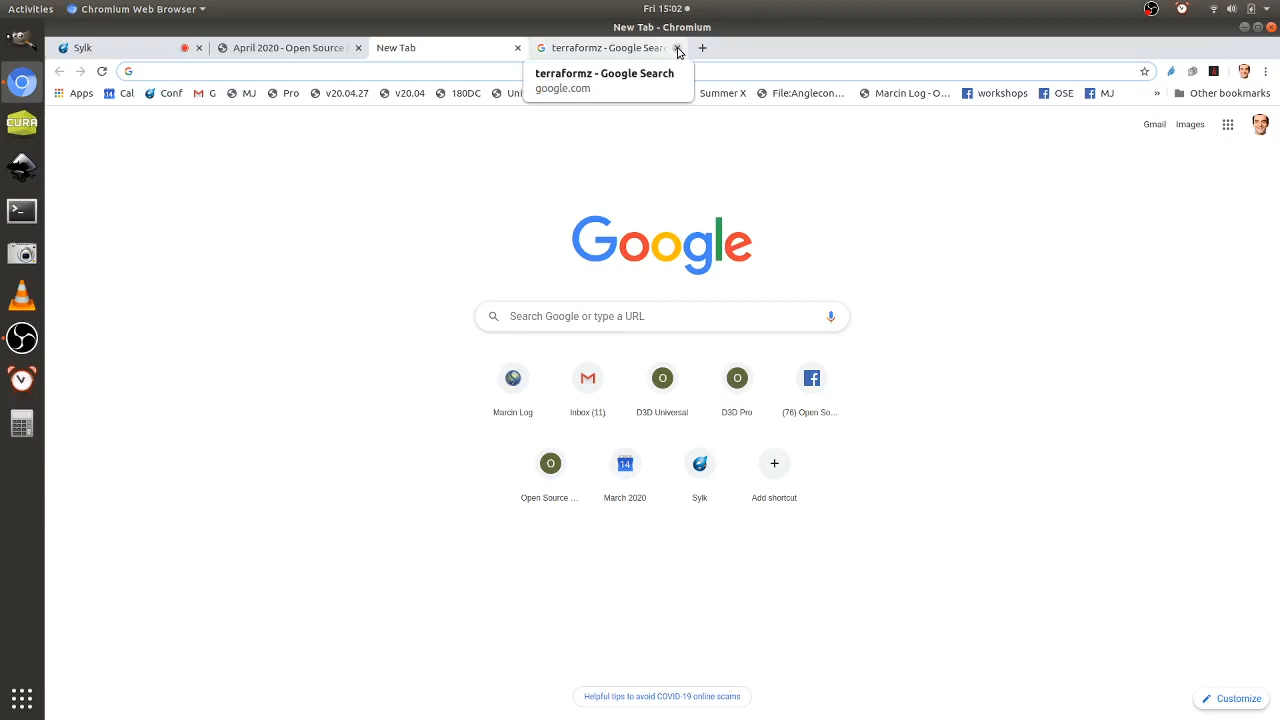 Activities
Chromium Web Browser
Fri 15:02
New Tab - Chromium
Sylk
April 2020 - Open Source
New Tab
terraformz - Google Sear
terraformz - Google Search
google.com
Apps
Cal
Conf
G
MJ
Pro
v20.04.27
v20.04
180DC
Uni
Summer X
File:Anglecon...
Marcin Log - O...
workshops
OSE
MJ
»
Other bookmarks
CURA
Gmail
Images
Google
Search Google or type a URL
Marcin Log
Inbox (11)
O
D3D Universal
O
D3D Pro
(76) Open So...
O
Open Source ...
14
March 2020
Sylk
Add shortcut
Helpful tips to avoid COVID-19 online scams
Customize